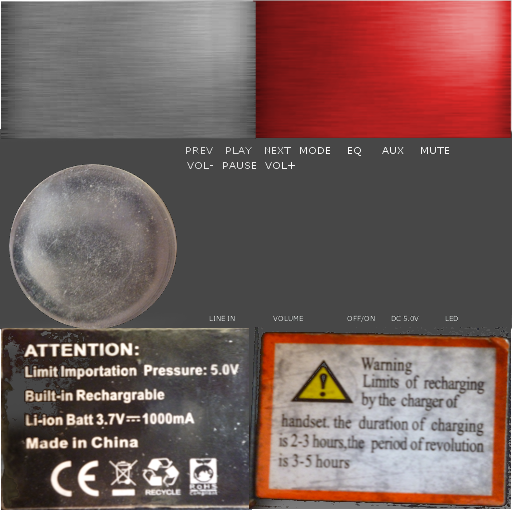 PREV PLAY NEXT MODE EQ AUX MUTE
VOL- PAUSE VOL+
LINE IN VOLUME OFF/ON DC 5.0V LED
ATTENTION:
Limit Importation Pressure: 5.0V
Built-in Rechargrable
Li-ion Batt 3.7V⎓1000mA
Made in China
CE
RECYCLE
RoHS
Warning
Limits of recharging
by the charger of
handset. the duration of charging
is 2-3 hours,the period of revolution
is 3-5 hours